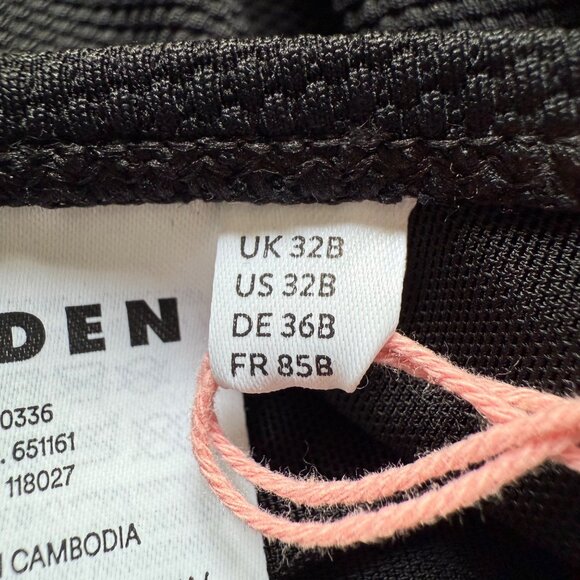 UK 32B
US 32B
DE 36B
FR 85B
DEN
0336
. 651161
118027
CAMBODIA